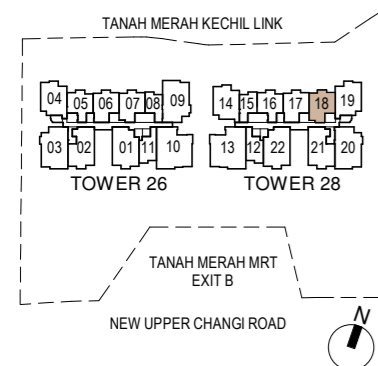 TANAH MERAH KECHIL LINK
04 05 06 07 08 09 14 15 16 17 18 19
03 02 01 11 10 13 12 22 21 20
TOWER 26 TOWER 28
TANAH MERAH MRT
EXIT B
NEW UPPER CHANGI ROAD
N